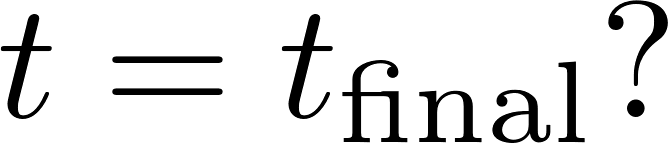 t = t_final?